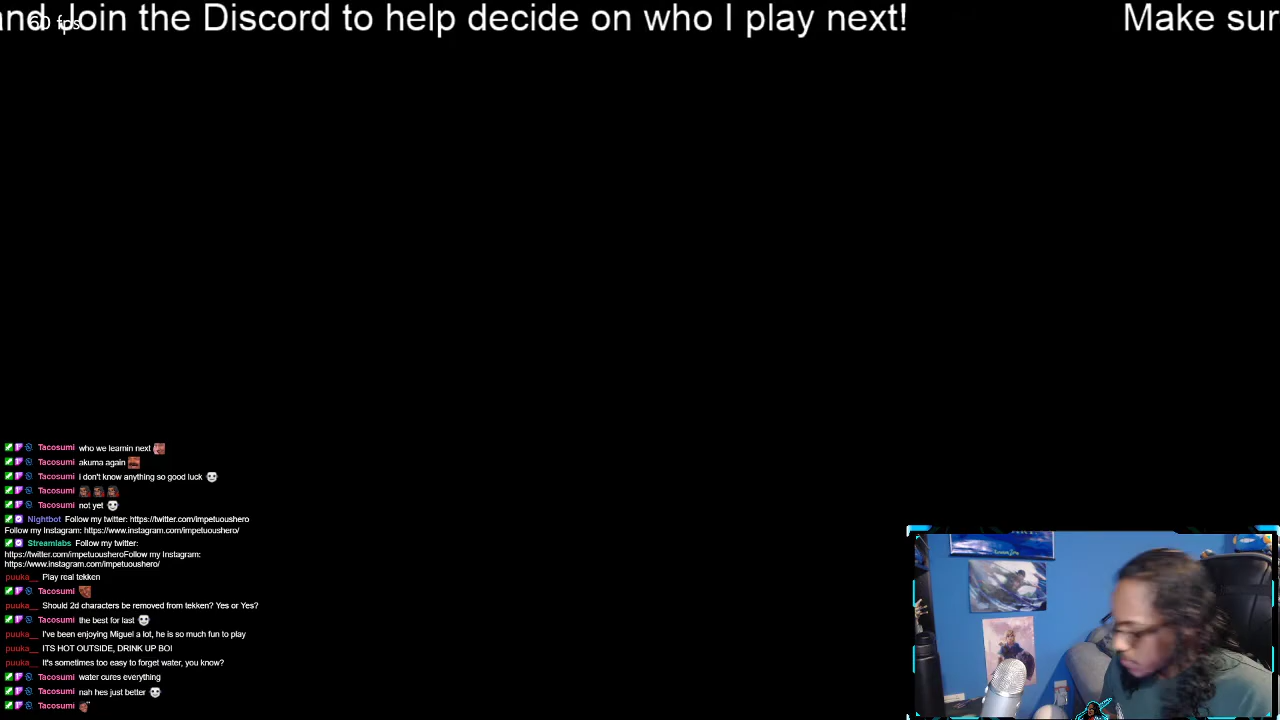 and Join the Discord to help decide on who I play next! Make sur
60 fps
Tacosumi who we learnin next
Tacosumi akuma again
Tacosumi I don't know anything so good luck
Tacosumi
Tacosumi not yet
Nightbot Follow my twitter: https://twitter.com/impetuoushero
Follow my Instagram: https://www.instagram.com/impetuoushero/
Streamlabs Follow my twitter:
https://twitter.com/impetuousheroFollow my Instagram:
https://www.instagram.com/impetuoushero/
puuka__ Play real tekken
Tacosumi
puuka__ Should 2d characters be removed from tekken? Yes or Yes?
Tacosumi the best for last
puuka__ I've been enjoying Miguel a lot, he is so much fun to play
puuka__ ITS HOT OUTSIDE, DRINK UP BOI
puuka__ It's sometimes too easy to forget water, you know?
Tacosumi water cures everything
Tacosumi nah hes just better
Tacosumi